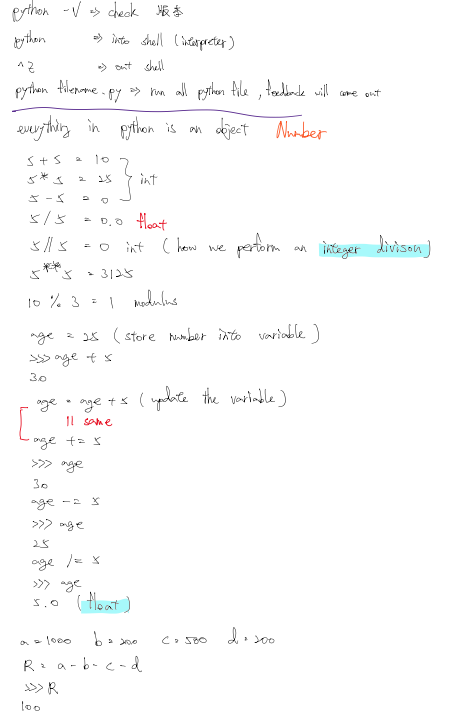 python -V => check 版本
python => into shell (interpreter)
^Z => out shell
python filename.py => run all python file, feedback will come out
everything in python is an object Number
5 + 5 = 10
5 * 5 = 25 int
5 - 5 = 0
5 / 5 = 0.0 float
5 // 5 = 0 int (how we perform an integer divison)
5 ** 5 = 3125
10 % 3 = 1 modulus
age = 25 (store number into variable)
>>> age + 5
30
age = age + 5 (update the variable)
|| same
age += 5
>>> age
30
age -= 5
>>> age
25
age /= 5
>>> age
5.0 (float)
a = 1000 b = 200 c = 500 d = 200
R = a - b - c - d
>>> R
100